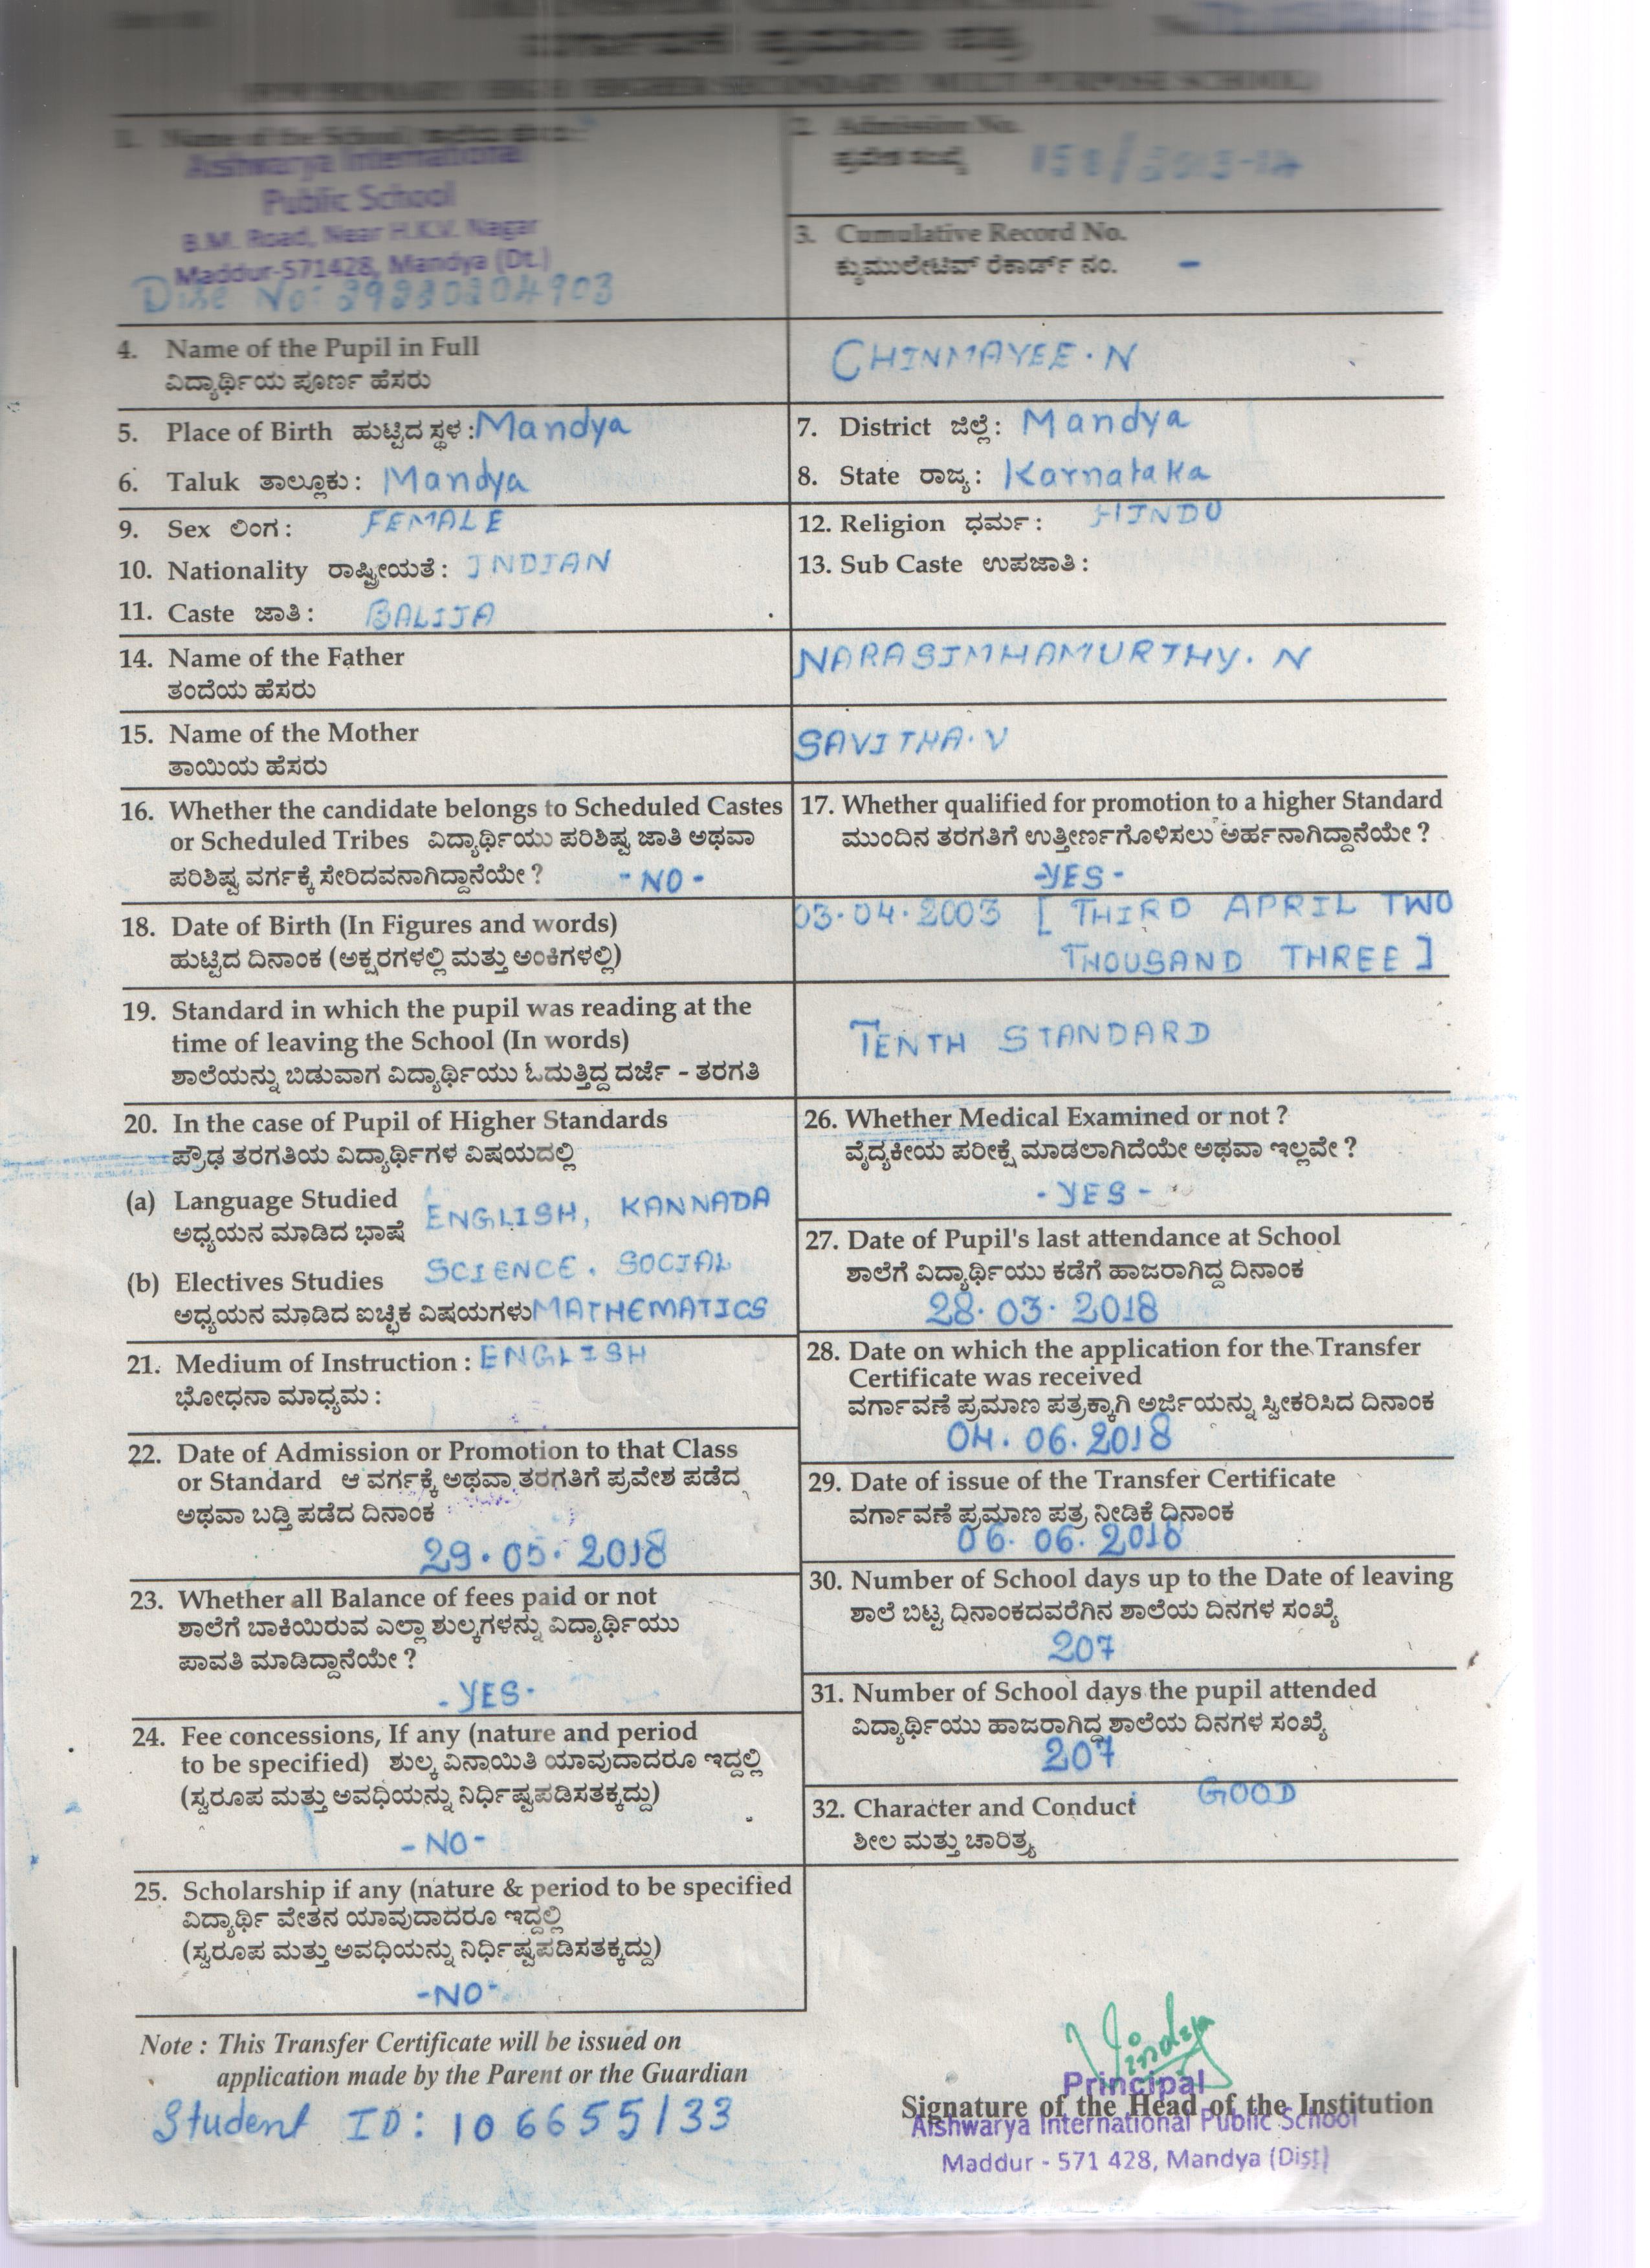 ವರ್ಗಾವಣೆ ಪ್ರಮಾಣ ಪತ್ರ
1. Name of the School
Aishwarya International
Public School
B.M. Road, Near H.K.V. Nagar
Maddur-571428, Mandya (Dt.)
2. Admission No.
ಪ್ರವೇಶ ಸಂಖ್ಯೆ 158/2013-14
3. Cumulative Record No.
ಕ್ಯುಮುಲೇಟಿವ್ ರೆಕಾರ್ಡ್ ನಂ. -
4. Name of the Pupil in Full
ವಿದ್ಯಾರ್ಥಿಯ ಪೂರ್ಣ ಹೆಸರು
CHINMAYEE.N
5. Place of Birth ಹುಟ್ಟಿದ ಸ್ಥಳ : Mandya
6. Taluk ತಾಲ್ಲೂಕು : Mandya
7. District ಜಿಲ್ಲೆ : Mandya
8. State ರಾಜ್ಯ : Karnataka
9. Sex ಲಿಂಗ : FEMALE
10. Nationality ರಾಷ್ಟ್ರೀಯತೆ : INDIAN
11. Caste ಜಾತಿ : BALIJA
12. Religion ಧರ್ಮ : HINDU
13. Sub Caste ಉಪಜಾತಿ :
14. Name of the Father
ತಂದೆಯ ಹೆಸರು
NARASIMHAMURTHY. N
15. Name of the Mother
ತಾಯಿಯ ಹೆಸರು
SAVITHA.V
16. Whether the candidate belongs to Scheduled Castes
or Scheduled Tribes ವಿದ್ಯಾರ್ಥಿಯು ಪರಿಶಿಷ್ಟ ಜಾತಿ ಅಥವಾ
ಪರಿಶಿಷ್ಟ ವರ್ಗಕ್ಕೆ ಸೇರಿದವನಾಗಿದ್ದಾನೆಯೇ ? - NO -
17. Whether qualified for promotion to a higher Standard
ಮುಂದಿನ ತರಗತಿಗೆ ಉತ್ತೀರ್ಣಗೊಳಿಸಲು ಅರ್ಹನಾಗಿದ್ದಾನೆಯೇ ?
-YES-
18. Date of Birth (In Figures and words)
ಹುಟ್ಟಿದ ದಿನಾಂಕ (ಅಕ್ಷರಗಳಲ್ಲಿ ಮತ್ತು ಅಂಕಿಗಳಲ್ಲಿ)
03.04.2003 [ THIRD APRIL TWO
THOUSAND THREE ]
19. Standard in which the pupil was reading at the
time of leaving the School (In words)
ಶಾಲೆಯನ್ನು ಬಿಡುವಾಗ ವಿದ್ಯಾರ್ಥಿಯು ಓದುತ್ತಿದ್ದ ದರ್ಜೆ - ತರಗತಿ
TENTH STANDARD
20. In the case of Pupil of Higher Standards
ಪ್ರೌಢ ತರಗತಿಯ ವಿದ್ಯಾರ್ಥಿಗಳ ವಿಷಯದಲ್ಲಿ
(a) Language Studied ENGLISH, KANNADA
ಅಧ್ಯಯನ ಮಾಡಿದ ಭಾಷೆ
(b) Electives Studies SCIENCE. SOCIAL
ಅಧ್ಯಯನ ಮಾಡಿದ ಐಚ್ಛಿಕ ವಿಷಯಗಳು MATHEMATICS
21. Medium of Instruction : ENGLISH
ಭೋಧನಾ ಮಾಧ್ಯಮ :
22. Date of Admission or Promotion to that Class
or Standard ಆ ವರ್ಗಕ್ಕೆ ಅಥವಾ ತರಗತಿಗೆ ಪ್ರವೇಶ ಪಡೆದ
ಅಥವಾ ಬಡ್ತಿ ಪಡೆದ ದಿನಾಂಕ
29.05.2018
23. Whether all Balance of fees paid or not
ಶಾಲೆಗೆ ಬಾಕಿಯಿರುವ ಎಲ್ಲಾ ಶುಲ್ಕಗಳನ್ನು ವಿದ್ಯಾರ್ಥಿಯು
ಪಾವತಿ ಮಾಡಿದ್ದಾನೆಯೇ ?
- YES-
24. Fee concessions, If any (nature and period
to be specified) ಶುಲ್ಕ ವಿನಾಯಿತಿ ಯಾವುದಾದರೂ ಇದ್ದಲ್ಲಿ
(ಸ್ವರೂಪ ಮತ್ತು ಅವಧಿಯನ್ನು ನಿರ್ಧಿಷ್ಟಪಡಿಸತಕ್ಕದ್ದು)
- NO -
25. Scholarship if any (nature & period to be specified
ವಿದ್ಯಾರ್ಥಿ ವೇತನ ಯಾವುದಾದರೂ ಇದ್ದಲ್ಲಿ
(ಸ್ವರೂಪ ಮತ್ತು ಅವಧಿಯನ್ನು ನಿರ್ಧಿಷ್ಟಪಡಿಸತಕ್ಕದ್ದು)
-NO-
26. Whether Medical Examined or not ?
ವೈದ್ಯಕೀಯ ಪರೀಕ್ಷೆ ಮಾಡಲಾಗಿದೆಯೇ ಅಥವಾ ಇಲ್ಲವೇ ?
- YES -
27. Date of Pupil's last attendance at School
ಶಾಲೆಗೆ ವಿದ್ಯಾರ್ಥಿಯು ಕಡೆಗೆ ಹಾಜರಾಗಿದ್ದ ದಿನಾಂಕ
28.03.2018
28. Date on which the application for the Transfer
Certificate was received
ವರ್ಗಾವಣೆ ಪ್ರಮಾಣ ಪತ್ರಕ್ಕಾಗಿ ಅರ್ಜಿಯನ್ನು ಸ್ವೀಕರಿಸಿದ ದಿನಾಂಕ
04.06.2018
29. Date of issue of the Transfer Certificate
ವರ್ಗಾವಣೆ ಪ್ರಮಾಣ ಪತ್ರ ನೀಡಿಕೆ ಧಿನಾಂಕ
06.06.2018
30. Number of School days up to the Date of leaving
ಶಾಲೆ ಬಿಟ್ಟ ದಿನಾಂಕದವರೆಗಿನ ಶಾಲೆಯ ದಿನಗಳ ಸಂಖ್ಯೆ
207
31. Number of School days the pupil attended
ವಿದ್ಯಾರ್ಥಿಯು ಹಾಜರಾಗಿದ್ದ ಶಾಲೆಯ ದಿನಗಳ ಸಂಖ್ಯೆ
207
32. Character and Conduct GOOD
ಶೀಲ ಮತ್ತು ಚಾರಿತ್ರ್ಯ
Note : This Transfer Certificate will be issued on
application made by the Parent or the Guardian
Student ID: 106655133
Principal
Signature of the Head of the Institution
Aishwarya International Public School
Maddur - 571 428, Mandya (Dist)